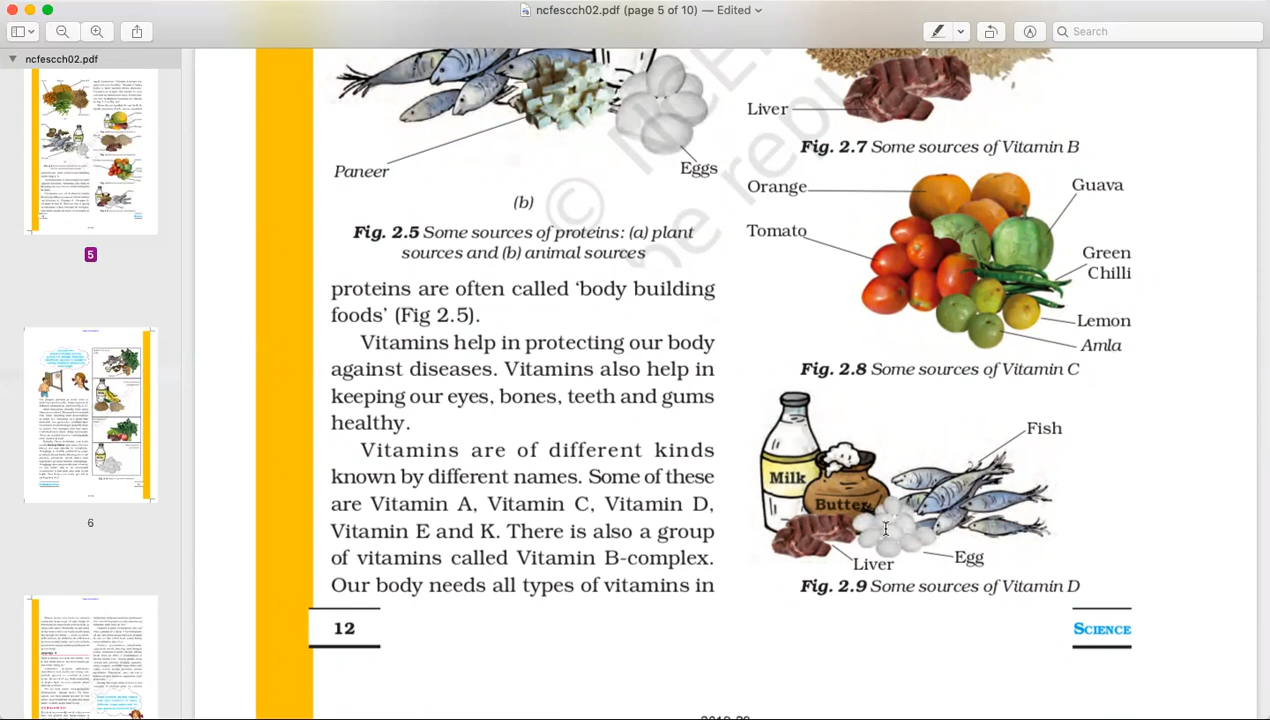 ncfescch02.pdf (page 5 of 10) — Edited
Search
ncfescch02.pdf
5
6
Paneer
Eggs
(b)
Fig. 2.5 Some sources of proteins: (a) plant
sources and (b) animal sources
proteins are often called ‘body building
foods’ (Fig 2.5).
Vitamins help in protecting our body
against diseases. Vitamins also help in
keeping our eyes, bones, teeth and gums
healthy.
Vitamins are of different kinds
known by different names. Some of these
are Vitamin A, Vitamin C, Vitamin D,
Vitamin E and K. There is also a group
of vitamins called Vitamin B-complex.
Our body needs all types of vitamins in
12
Liver
Fig. 2.7 Some sources of Vitamin B
Orange
Guava
Tomato
Green
Chilli
Lemon
Amla
Fig. 2.8 Some sources of Vitamin C
Fish
Milk
Butter
Egg
Liver
Fig. 2.9 Some sources of Vitamin D
SCIENCE